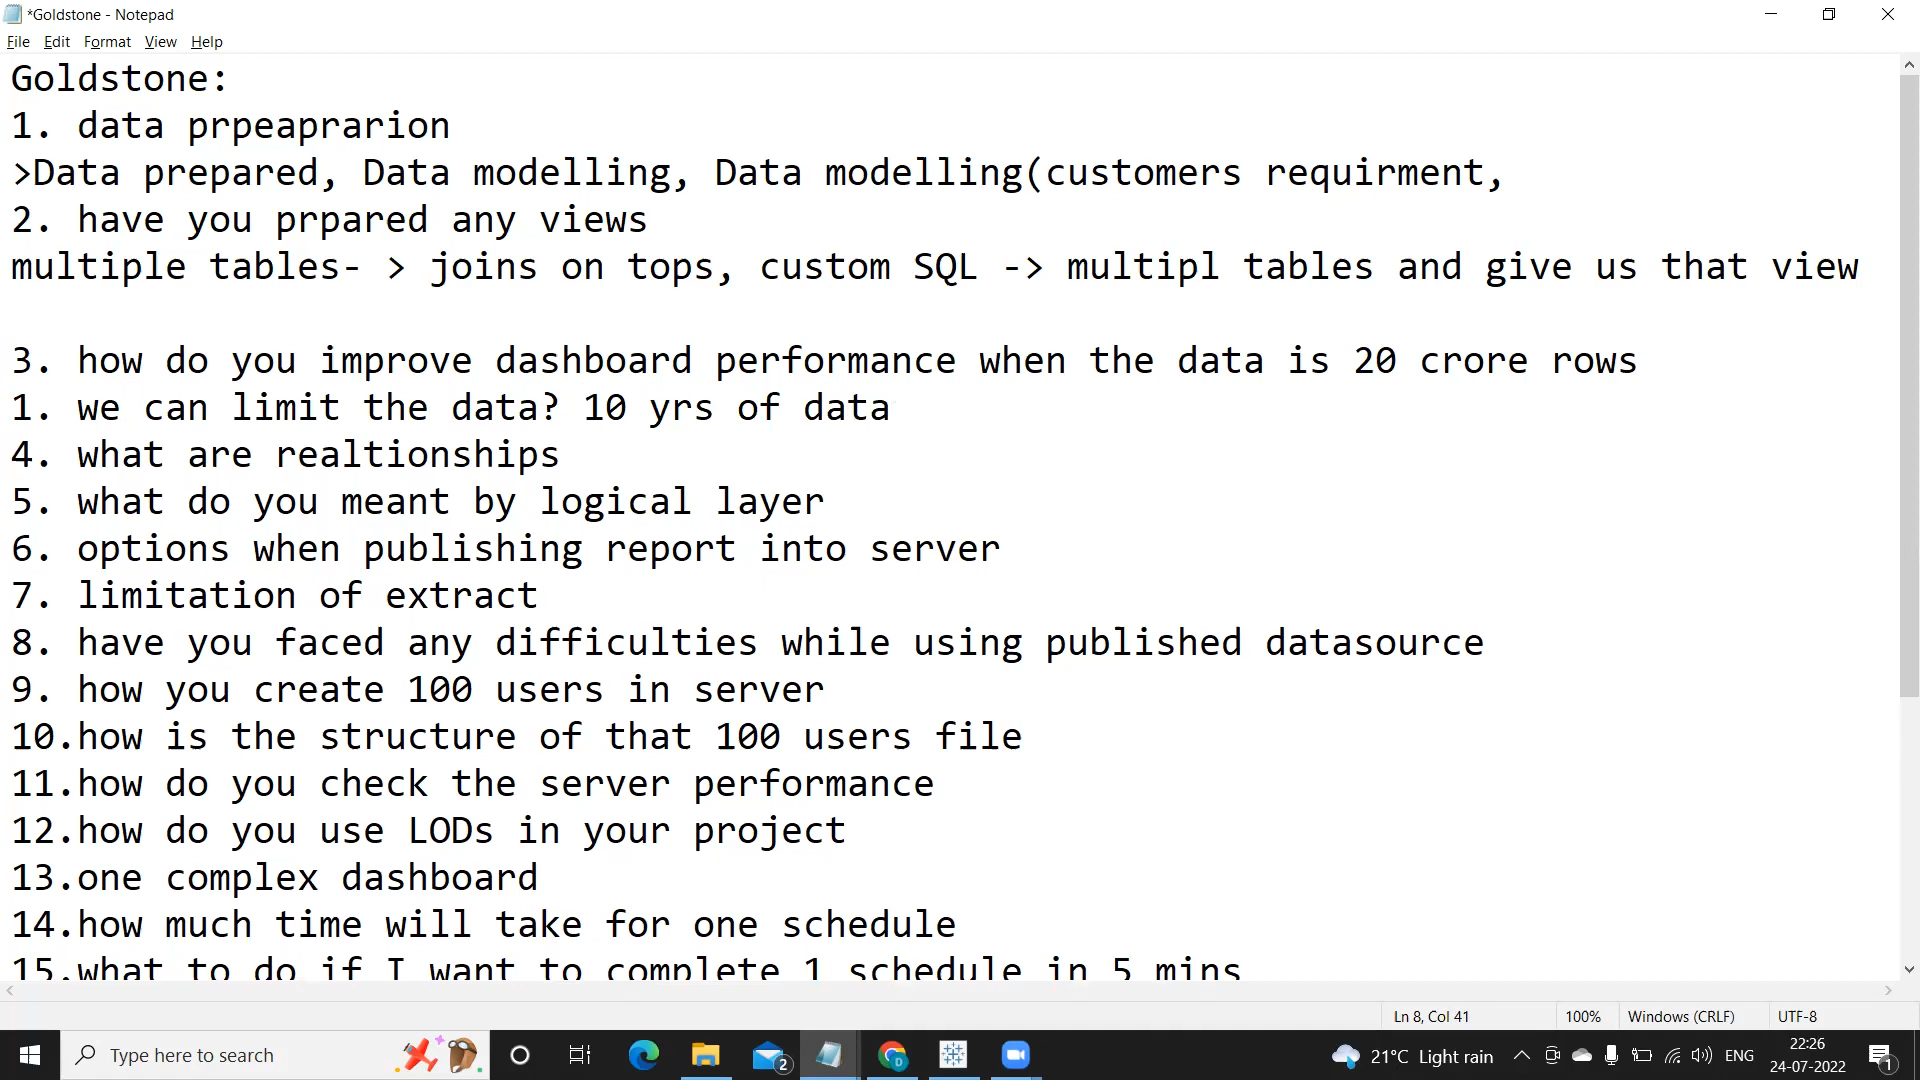 *Goldstone - Notepad
File Edit Format View Help
Goldstone:
1. data prpeaprarion
>Data prepared, Data modelling, Data modelling(customers requirment,
2. have you prpared any views
multiple tables- > joins on tops, custom SQL -> multipl tables and give us that view
3. how do you improve dashboard performance when the data is 20 crore rows
1. we can limit the data? 10 yrs of data
4. what are realtionships
5. what do you meant by logical layer
6. options when publishing report into server
7. limitation of extract
8. have you faced any difficulties while using published datasource
9. how you create 100 users in server
10.how is the structure of that 100 users file
11.how do you check the server performance
12.how do you use LODs in your project
13.one complex dashboard
14.how much time will take for one schedule
15.what to do if I want to complete 1 schedule in 5 mins
Ln 8, Col 41 100% Windows (CRLF) UTF-8
Type here to search 2 D 21°C Light rain ENG 22:26
24-07-2022 1